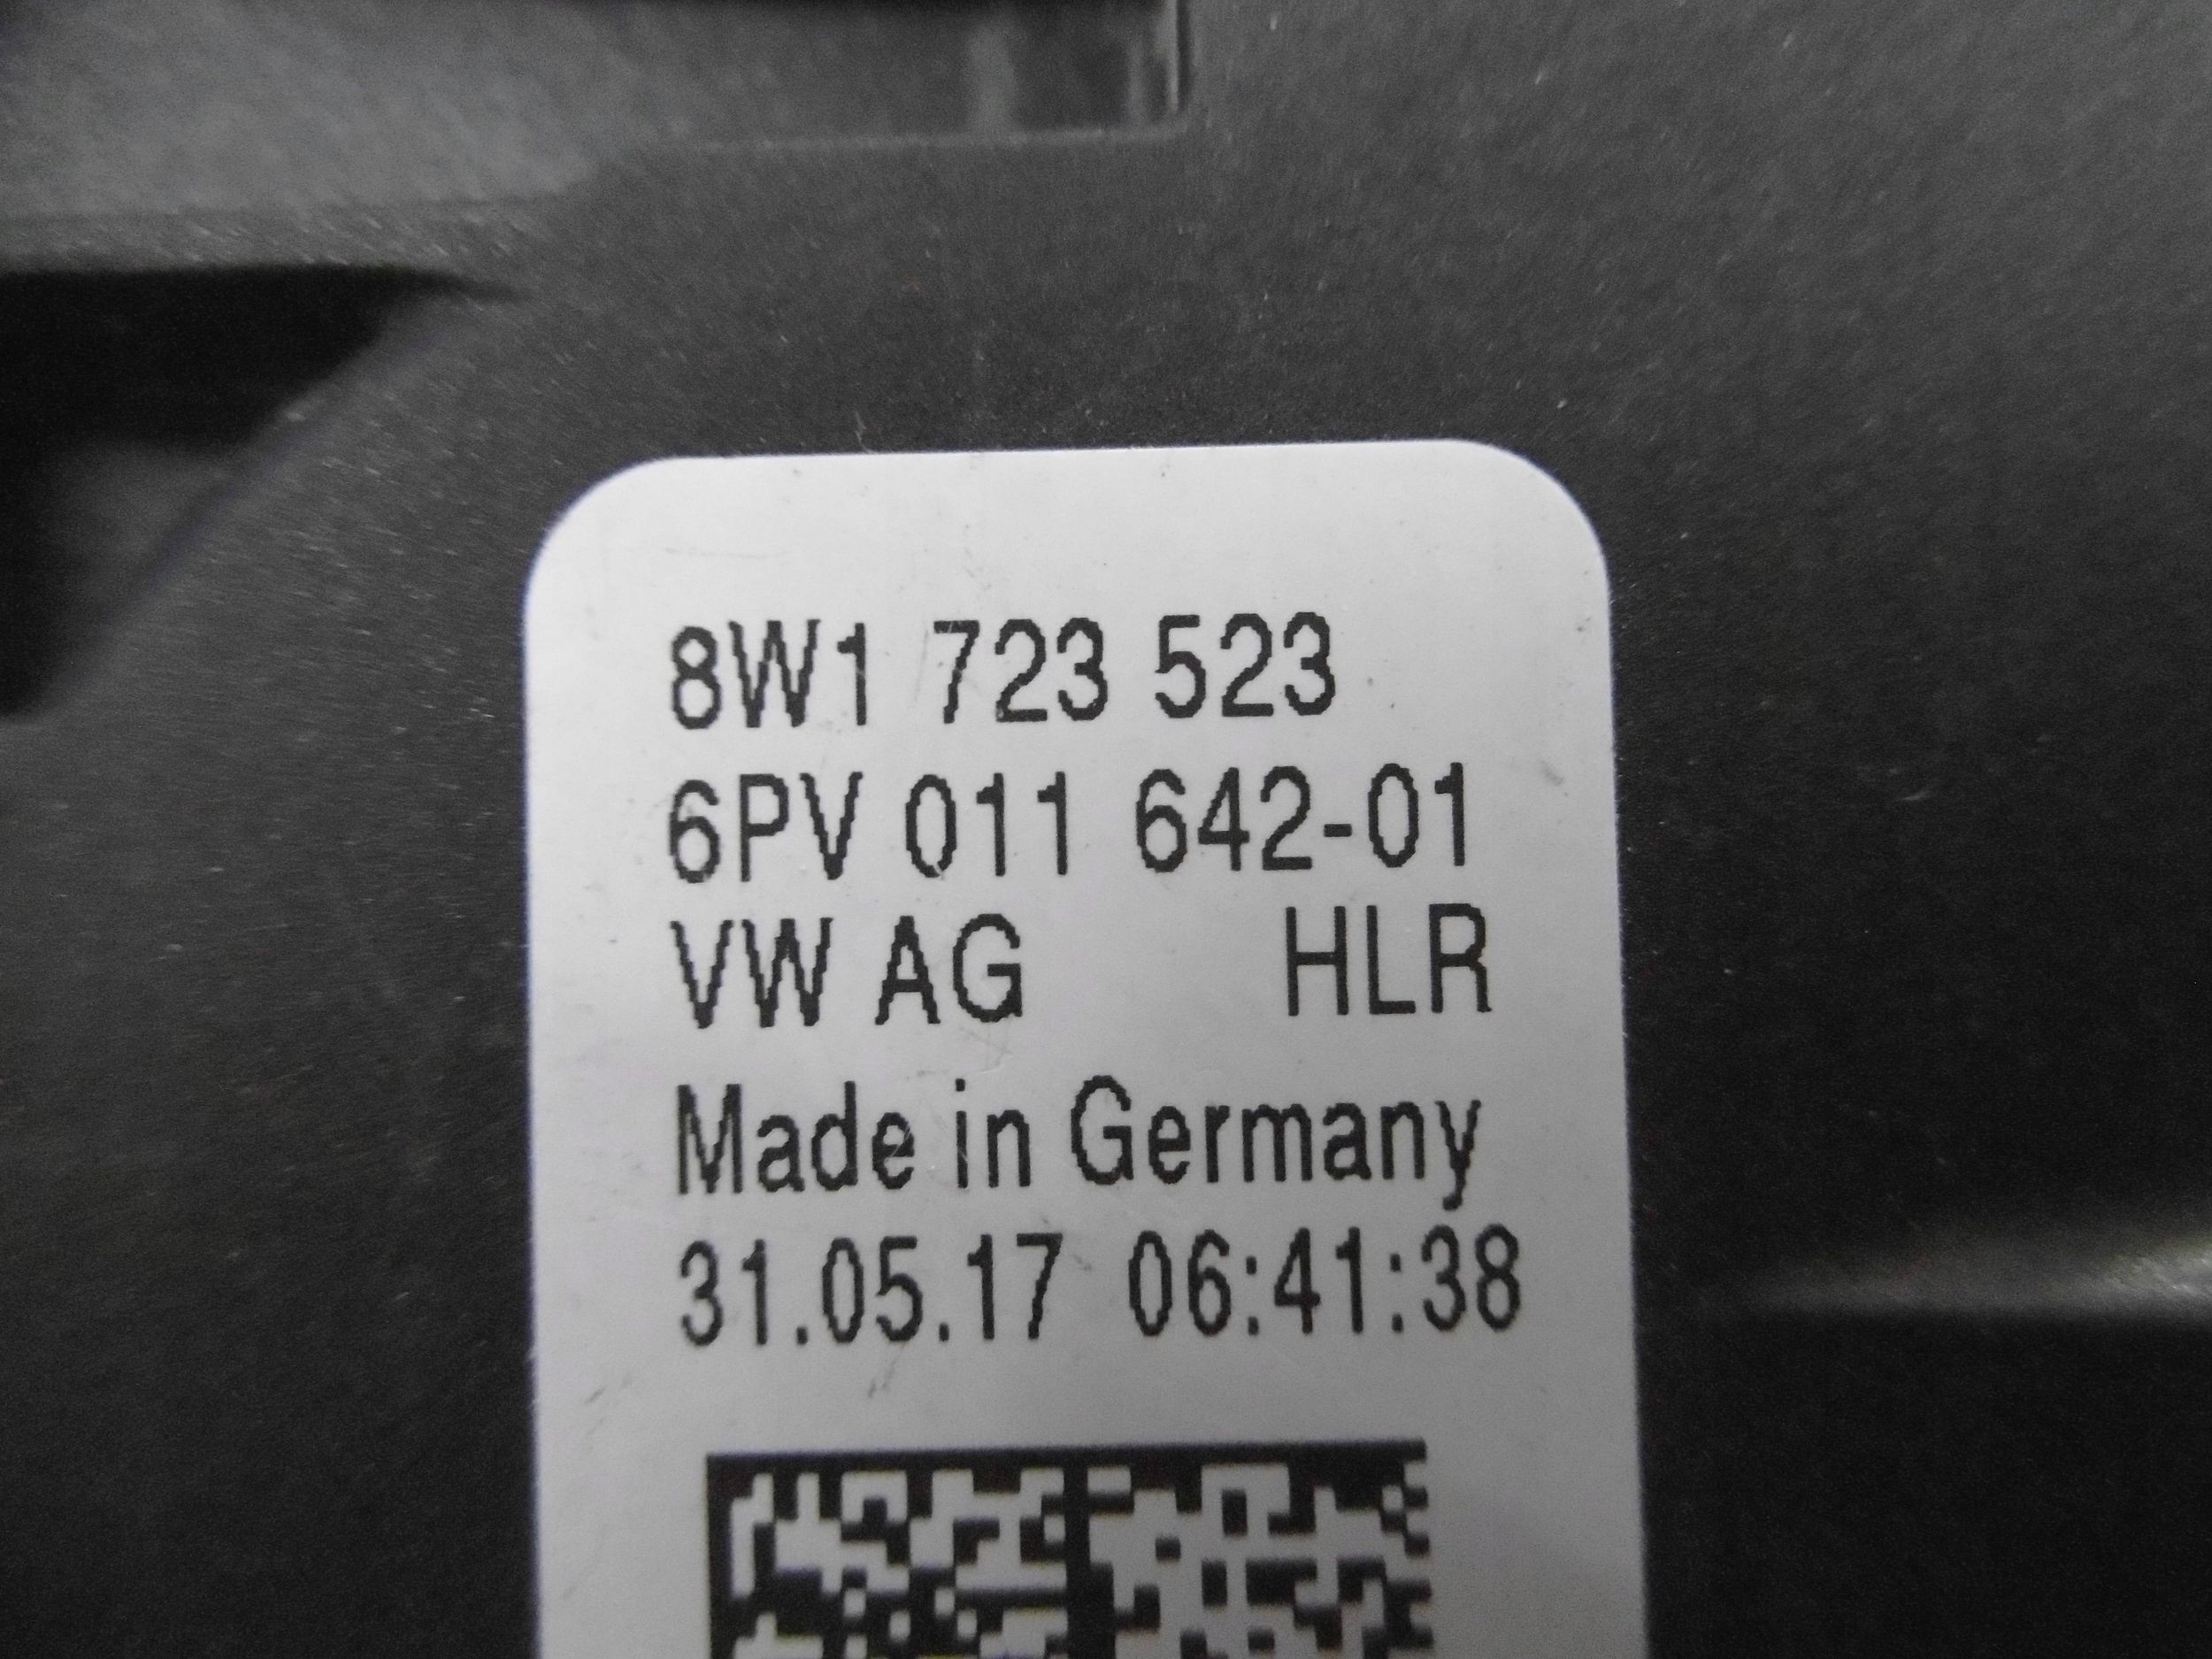 8W1 723 523
6PV 011 642-01
VW AG HLR
Made in Germany
31.05.17 06:41:38